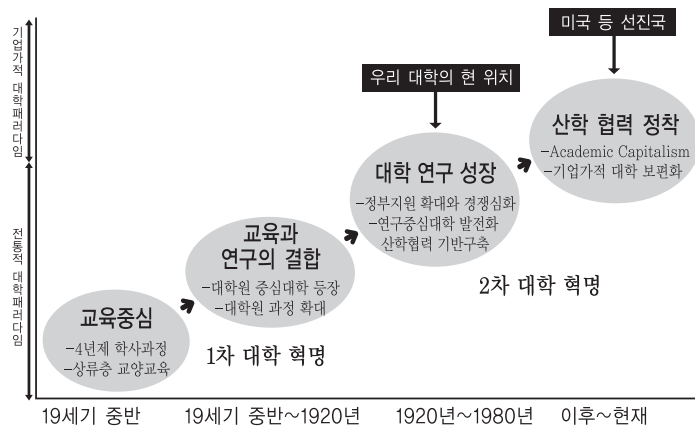 미국 등 선진국
우리 대학의 현 위치
기업가적 대학패러다임
전통적 대학패러다임
산학 협력 정착
-Academic Capitalism
-기업가적 대학 보편화
대학 연구 성장
-정부지원 확대와 경쟁심화
-연구중심대학 발전화
산학협력 기반구축
교육과
연구의 결합
-대학원 중심대학 등장
-대학원 과정 확대
교육중심
-4년제 학사과정
-상류층 교양교육
1차 대학 혁명
2차 대학 혁명
19세기 중반
19세기 중반~1920년
1920년~1980년
이후~현재